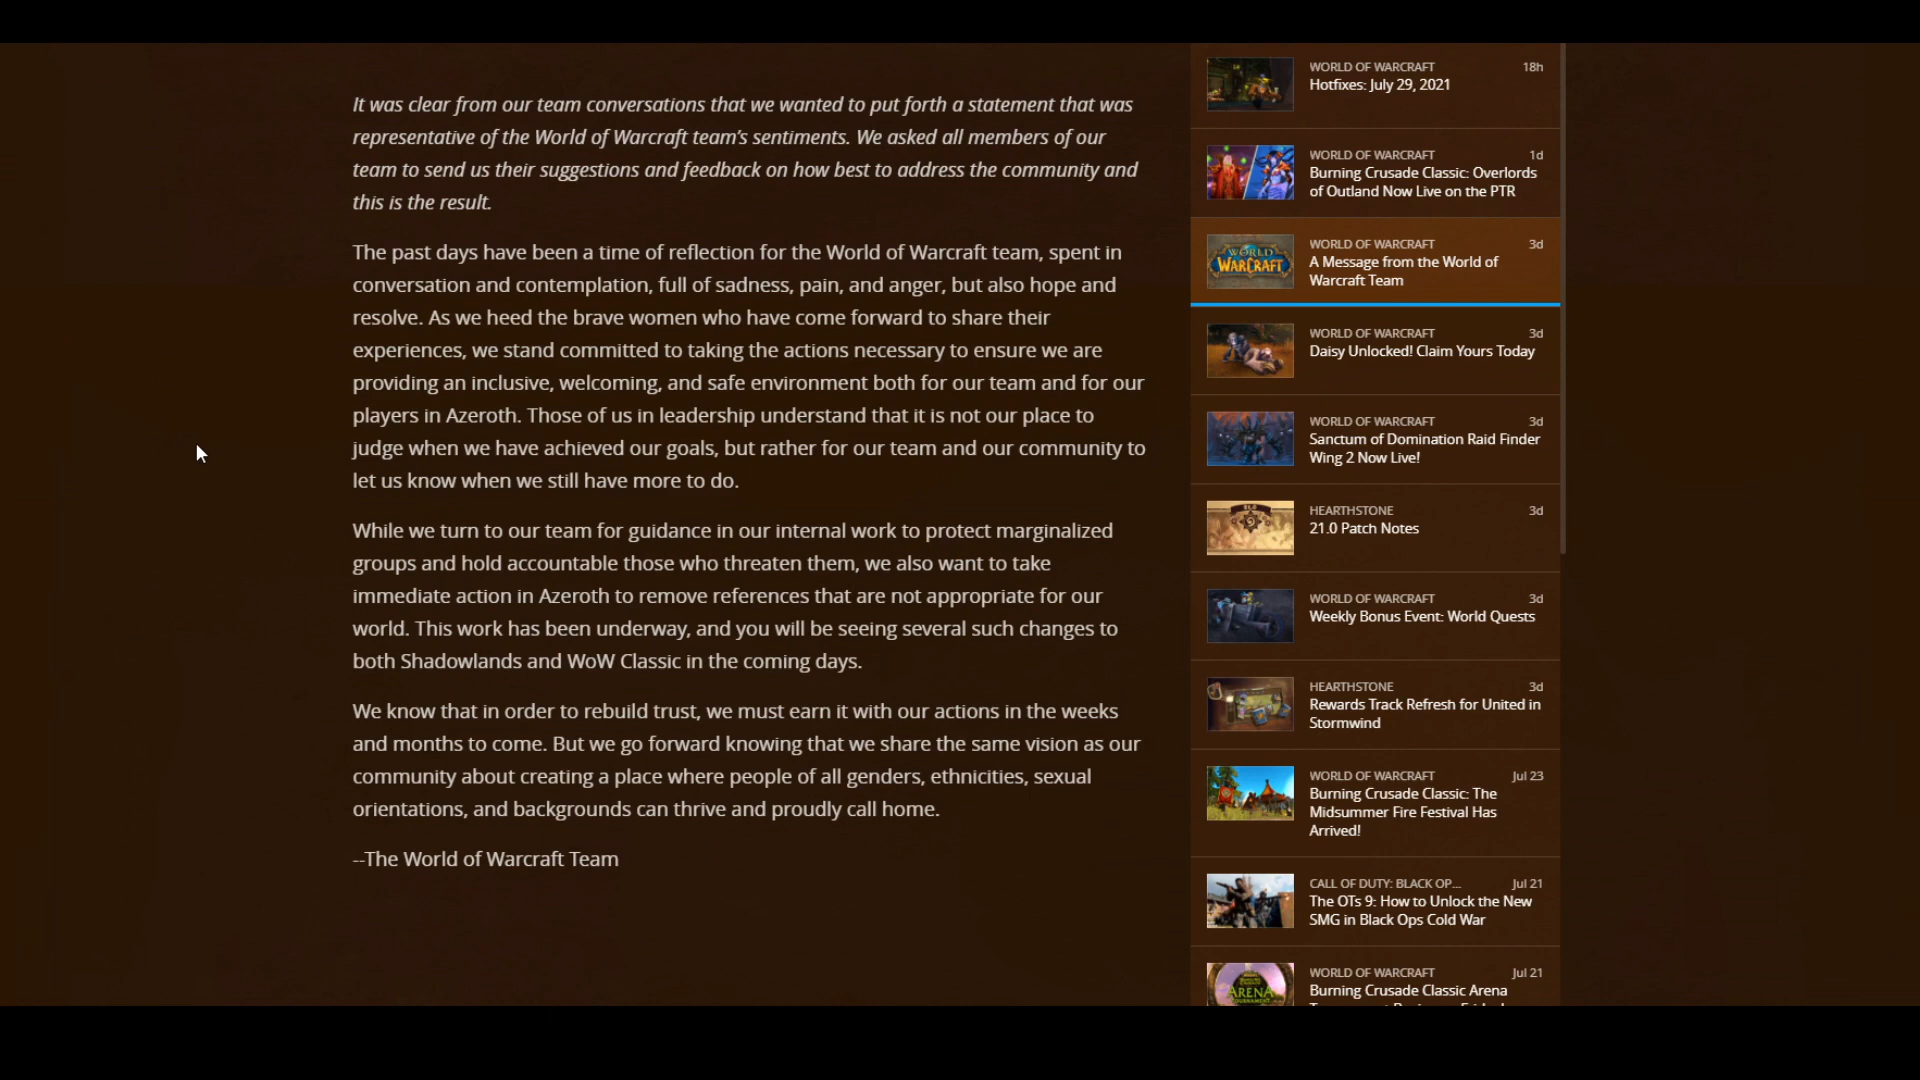 It was clear from our team conversations that we wanted to put forth a statement that was
representative of the World of Warcraft team's sentiments. We asked all members of our
team to send us their suggestions and feedback on how best to address the community and
this is the result.
The past days have been a time of reflection for the World of Warcraft team, spent in
conversation and contemplation, full of sadness, pain, and anger, but also hope and
resolve. As we heed the brave women who have come forward to share their
experiences, we stand committed to taking the actions necessary to ensure we are
providing an inclusive, welcoming, and safe environment both for our team and for our
players in Azeroth. Those of us in leadership understand that it is not our place to
judge when we have achieved our goals, but rather for our team and our community to
let us know when we still have more to do.
While we turn to our team for guidance in our internal work to protect marginalized
groups and hold accountable those who threaten them, we also want to take
immediate action in Azeroth to remove references that are not appropriate for our
world. This work has been underway, and you will be seeing several such changes to
both Shadowlands and WoW Classic in the coming days.
We know that in order to rebuild trust, we must earn it with our actions in the weeks
and months to come. But we go forward knowing that we share the same vision as our
community about creating a place where people of all genders, ethnicities, sexual
orientations, and backgrounds can thrive and proudly call home.
--The World of Warcraft Team
WORLD OF WARCRAFT 18h
Hotfixes: July 29, 2021
WORLD OF WARCRAFT 1d
Burning Crusade Classic: Overlords
of Outland Now Live on the PTR
WORLD OF WARCRAFT
WORLD OF WARCRAFT 3d
A Message from the World of
Warcraft Team
WORLD OF WARCRAFT 3d
Daisy Unlocked! Claim Yours Today
WORLD OF WARCRAFT 3d
Sanctum of Domination Raid Finder
Wing 2 Now Live!
HEARTHSTONE 3d
21.0 Patch Notes
WORLD OF WARCRAFT 3d
Weekly Bonus Event: World Quests
HEARTHSTONE 3d
Rewards Track Refresh for United in
Stormwind
WORLD OF WARCRAFT Jul 23
Burning Crusade Classic: The
Midsummer Fire Festival Has
Arrived!
CALL OF DUTY: BLACK OP... Jul 21
The OTs 9: How to Unlock the New
SMG in Black Ops Cold War
ARENA
WORLD OF WARCRAFT Jul 21
Burning Crusade Classic Arena